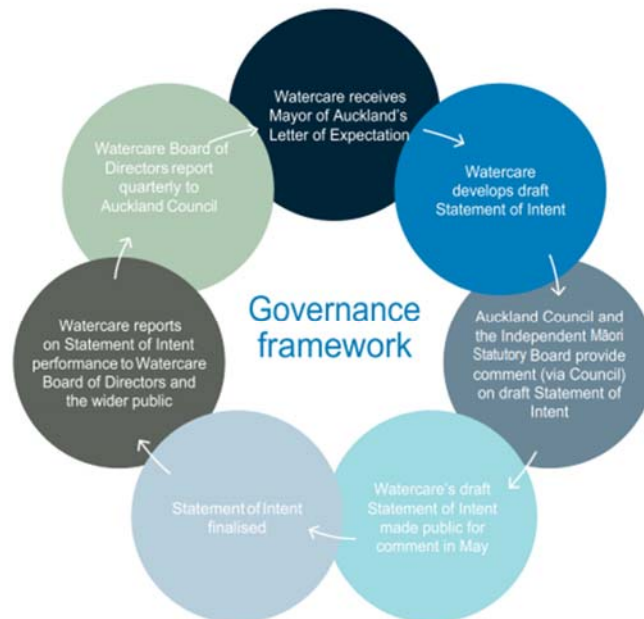 Watercare receives
Mayor of Auckland's
Letter of Expectation
Watercare
develops draft
Statement of Intent
Auckland Council and
the Independent Māori
Statutory Board provide
comment (via Council)
on draft Statement of
Intent
Watercare's draft
Statement of Intent
made public for
comment in May
Statement of Intent
finalised
Watercare reports
on Statement of Intent
performance to Watercare
Board of Directors and
the wider public
Watercare Board of
Directors report
quarterly to
Auckland Council
Governance
framework